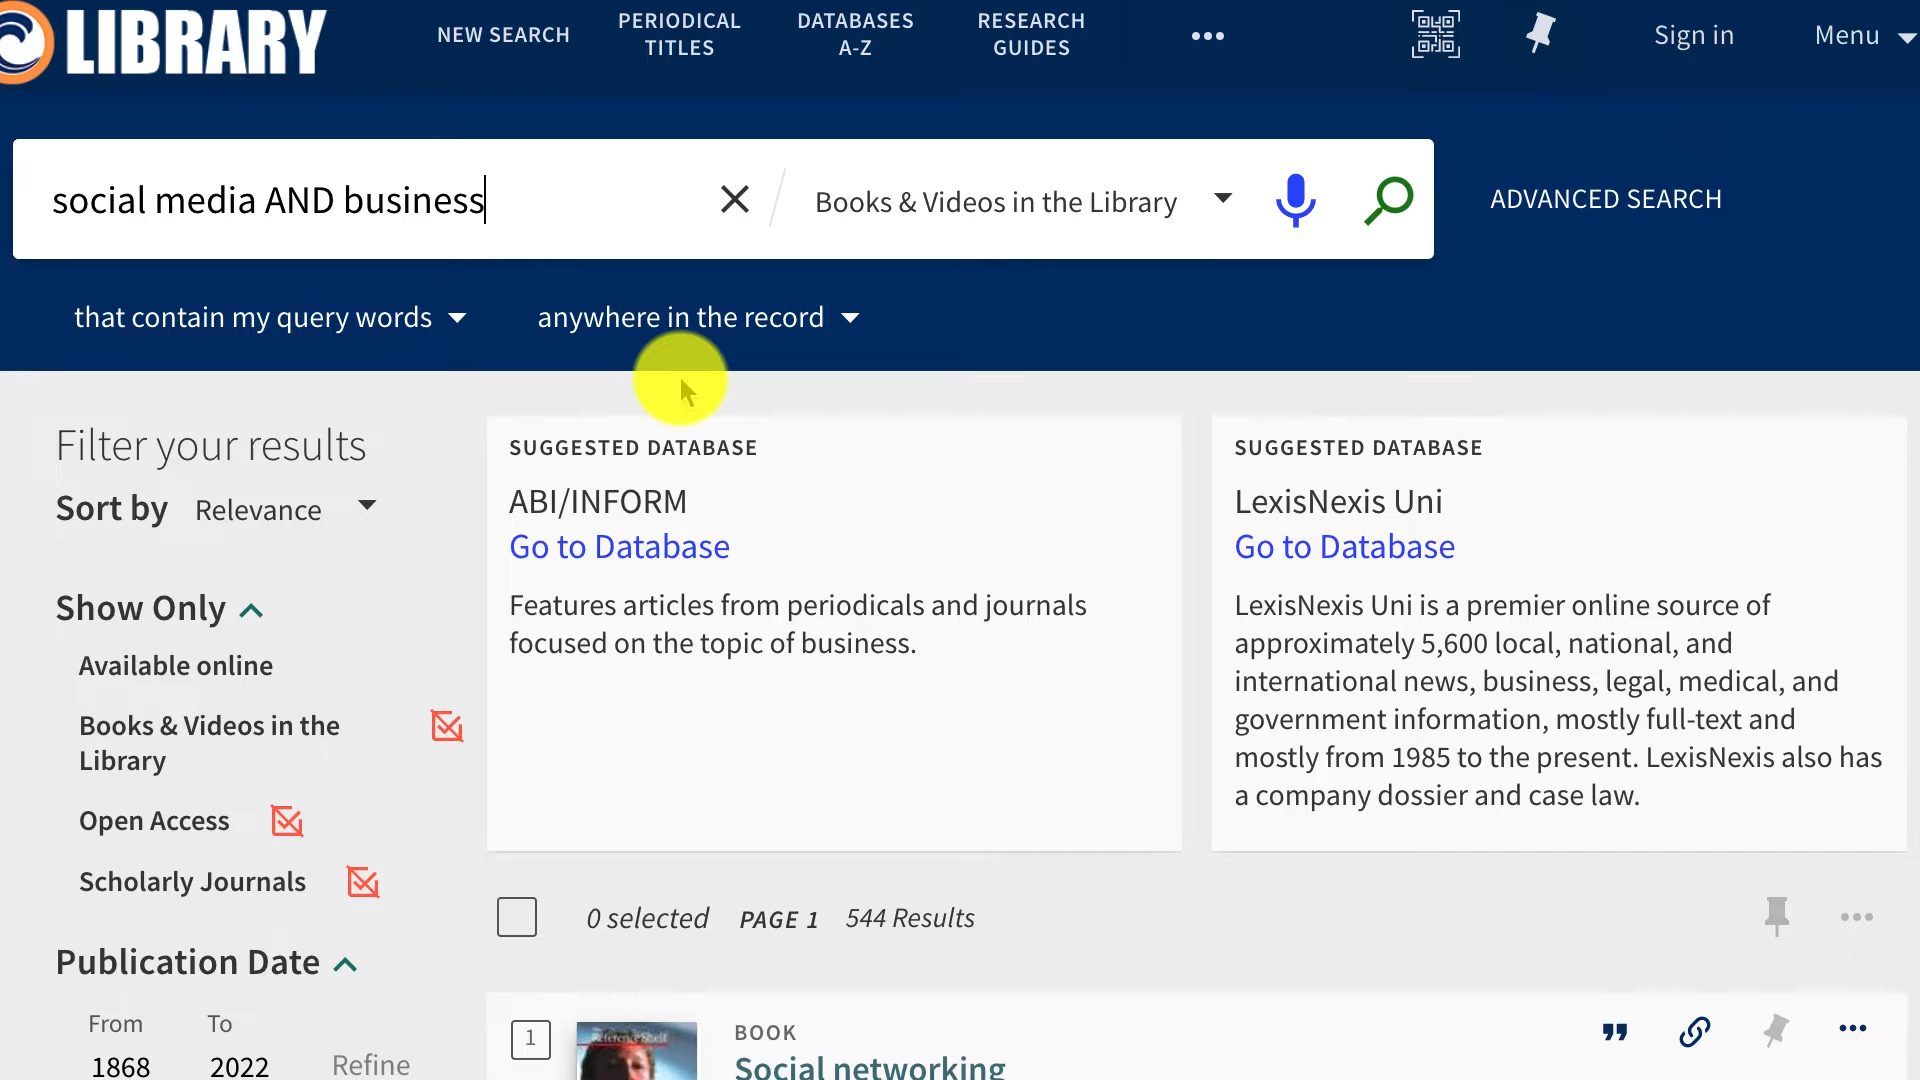 LIBRARY
NEW SEARCH
PERIODICAL
TITLES
DATABASES
A-Z
RESEARCH
GUIDES
Sign in
Menu
social media AND business
Books & Videos in the Library
ADVANCED SEARCH
that contain my query words
anywhere in the record
Filter your results
Sort by Relevance
Show Only
Available online
Books & Videos in the
Library
Open Access
Scholarly Journals
Publication Date
From To
1868 2022 Refine
SUGGESTED DATABASE
ABI/INFORM
Go to Database
Features articles from periodicals and journals
focused on the topic of business.
SUGGESTED DATABASE
LexisNexis Uni
Go to Database
LexisNexis Uni is a premier online source of
approximately 5,600 local, national, and
international news, business, legal, medical, and
government information, mostly full-text and
mostly from 1985 to the present. LexisNexis also has
a company dossier and case law.
0 selected PAGE 1 544 Results
1
Reference Shelf
BOOK
Social networking